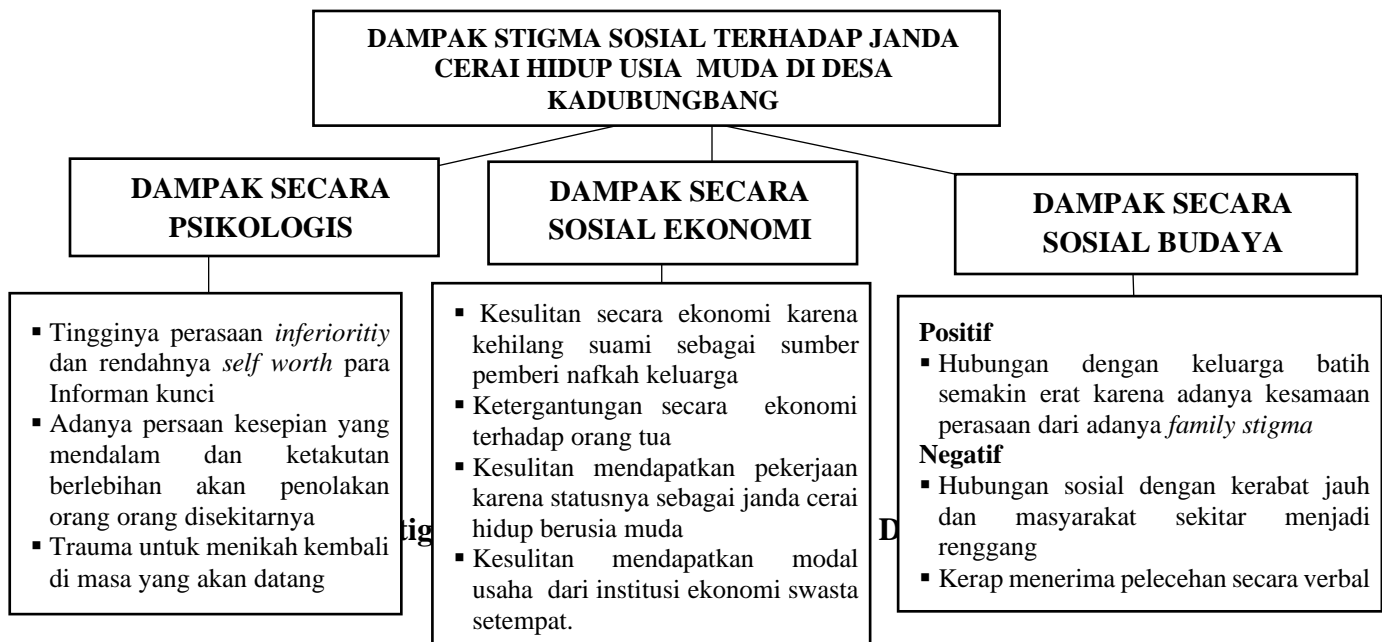 DAMPAK STIGMA SOSIAL TERHADAP JANDA
CERAI HIDUP USIA MUDA DI DESA
KADUBUNGBANG
DAMPAK SECARA
PSIKOLOGIS
DAMPAK SECARA
SOSIAL EKONOMI
DAMPAK SECARA
SOSIAL BUDAYA
▪ Tingginya perasaan inferioritiy
dan rendahnya self worth para
Informan kunci
▪ Adanya persaan kesepian yang
mendalam dan ketakutan
berlebihan akan penolakan
orang orang disekitarnya
▪ Trauma untuk menikah kembali
di masa yang akan datang
▪ Kesulitan secara ekonomi karena
kehilang suami sebagai sumber
pemberi nafkah keluarga
▪ Ketergantungan secara ekonomi
terhadap orang tua
▪ Kesulitan mendapatkan pekerjaan
karena statusnya sebagai janda cerai
hidup berusia muda
▪ Kesulitan mendapatkan modal
usaha dari institusi ekonomi swasta
setempat.
Positif
▪ Hubungan dengan keluarga batih
semakin erat karena adanya kesamaan
perasaan dari adanya family stigma
Negatif
▪ Hubungan sosial dengan kerabat jauh
dan masyarakat sekitar menjadi
renggang
▪ Kerap menerima pelecehan secara verbal